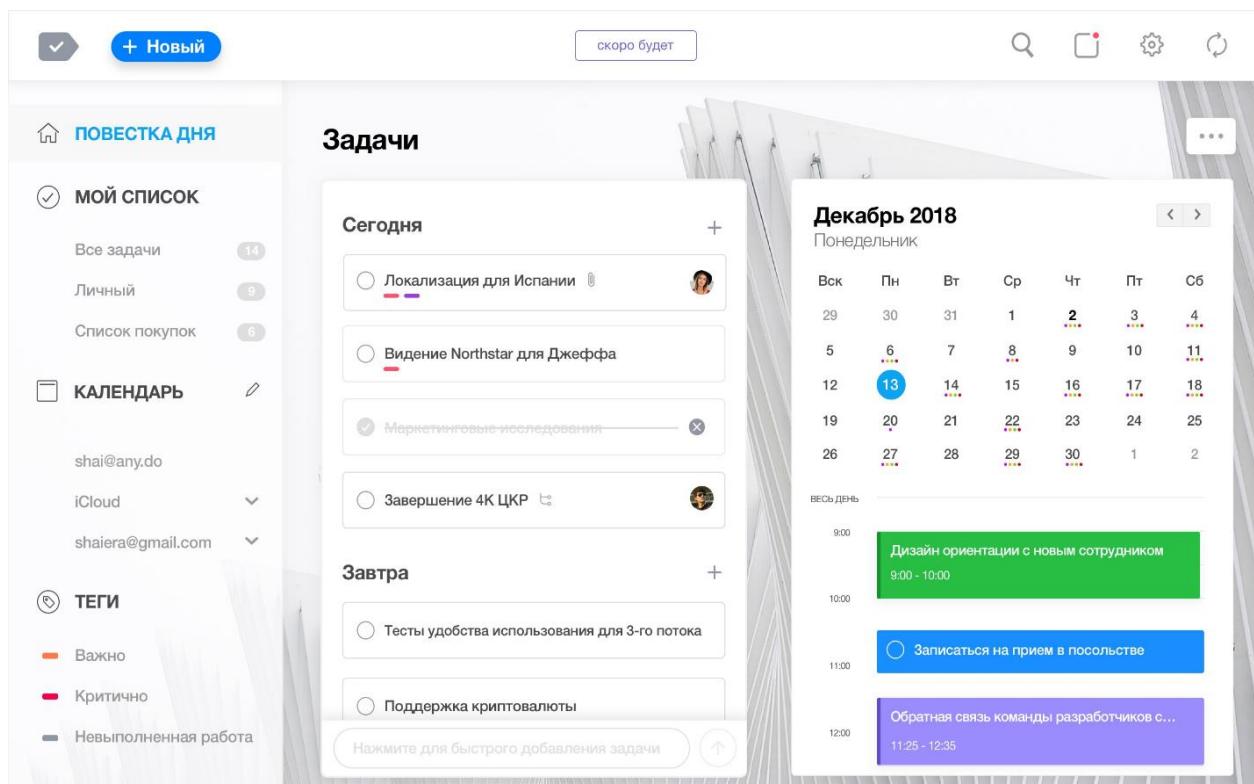 + Новый
скоро будет
ПОВЕСТКА ДНЯ
МОЙ СПИСОК
Все задачи 14
Личный 9
Список покупок 6
КАЛЕНДАРЬ
shai@any.do
iCloud
shaiera@gmail.com
ТЕГИ
Важно
Критично
Невыполненная работа
Задачи
Сегодня
Локализация для Испании
Видение Northstar для Джеффа
Маркетинговые исследования
Завершение 4К ЦКР
Завтра
Тесты удобства использования для 3-го потока
Поддержка криптовалюты
Нажмите для быстрого добавления задачи
Декабрь 2018
Понедельник
Вск Пн Вт Ср Чт Пт Сб
29 30 31 1 2 3 4
5 6 7 8 9 10 11
12 13 14 15 16 17 18
19 20 21 22 23 24 25
26 27 28 29 30 1 2
ВЕСЬ ДЕНЬ
9:00
Дизайн ориентации с новым сотрудником
9:00 - 10:00
10:00
Записаться на прием в посольстве
11:00
Обратная связь команды разработчиков с...
12:00
11:25 - 12:35